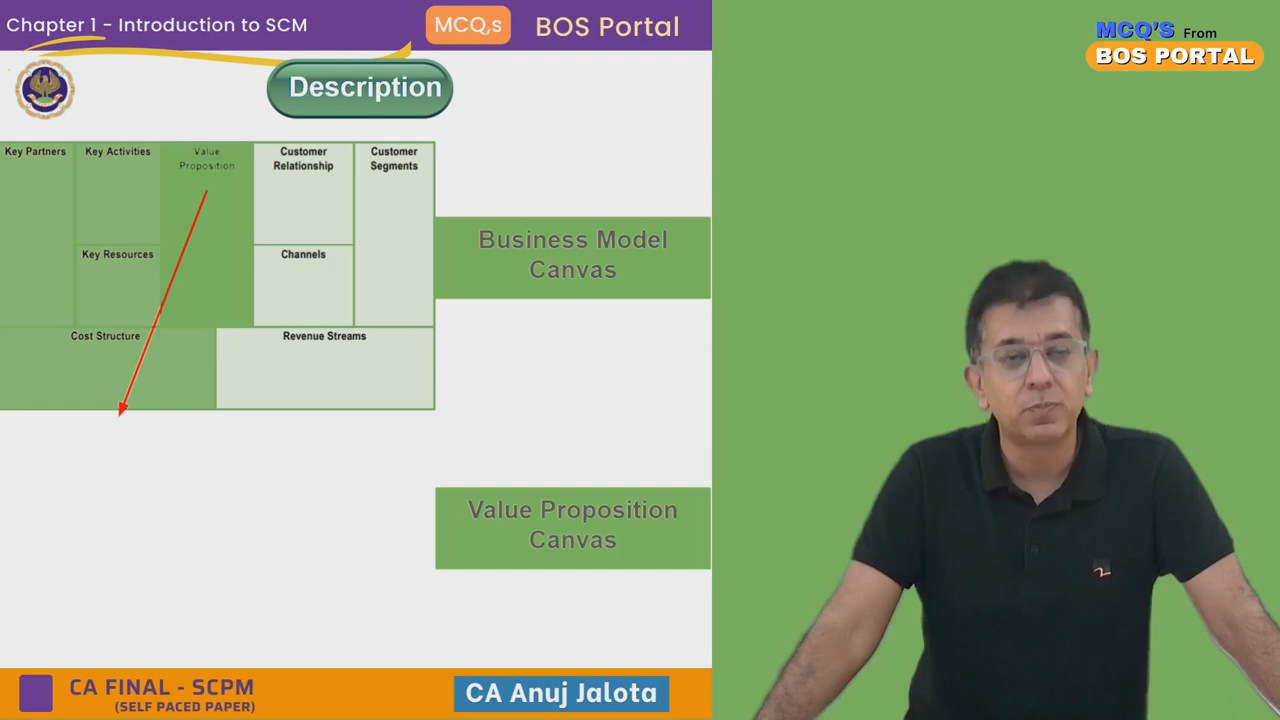 Chapter 1 - Introduction to SCM
MCQ,s
BOS Portal
MCQ'S From
BOS PORTAL
Description
Key Partners
Key Activities
Value
Proposition
Customer
Relationship
Customer
Segments
Key Resources
Channels
Cost Structure
Revenue Streams
Business Model
Canvas
Value Proposition
Canvas
CA FINAL - SCPM
(SELF PACED PAPER)
CA Anuj Jalota